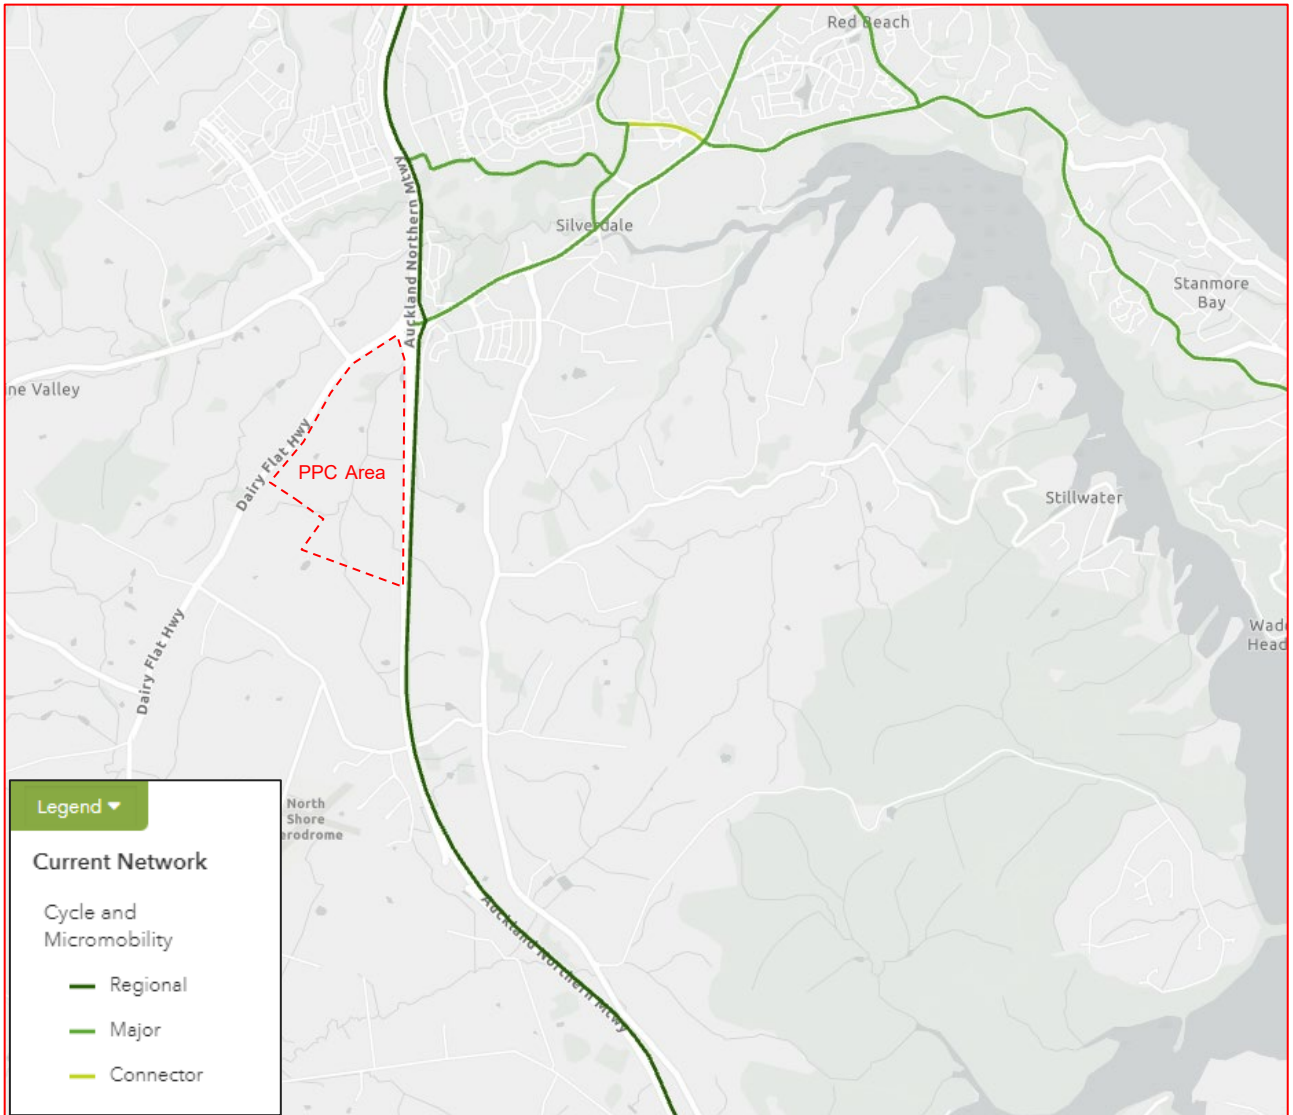 Red Beach
Auckland Northern Mtwy
Silverdale
Stanmore
Bay
ne Valley
Dairy Flat Hwy
PPC Area
Stillwater
Dairy Flat Hwy
Wade
Head
North
Shore
erodrome
Auckland Northern Mtwy
Legend
Current Network
Cycle and
Micromobility
Regional
Major
Connector